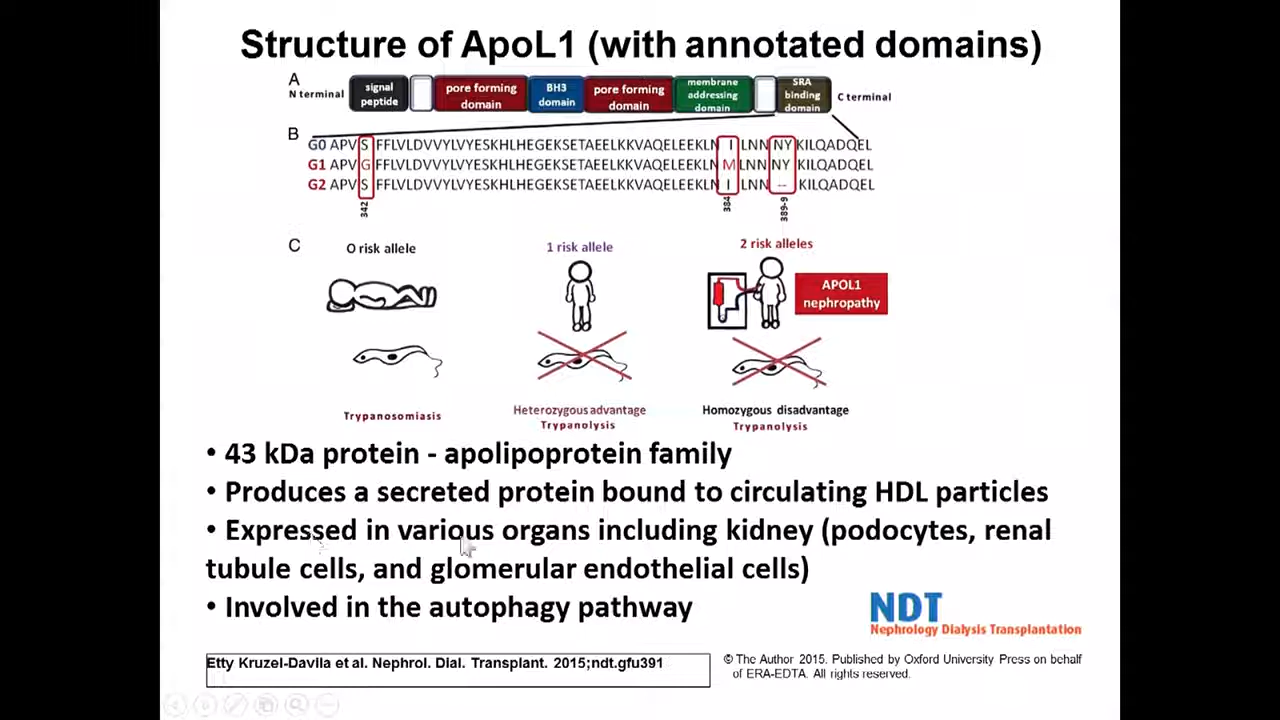 Structure of ApoL1 (with annotated domains)
A
N terminal
signal peptide
pore forming domain
BH3 domain
pore forming domain
membrane addressing domain
SRA binding domain
C terminal
B
G0 APVSFFLVLDVVYLVYESKHLHEGEKSETAEELKKVAQELEEKLNILNNNYKILQADQEL
G1 APVGFFLVLDVVYLVYESKHLHEGEKSETAEELKKVAQELEEKLNMLNNNYKILQADQEL
G2 APVSFFLVLDVVYLVYESKHLHEGEKSETAEELKKVAQELEEKLNILNN--KILQADQEL
342
384
389-9
C
O risk allele
1 risk allele
2 risk alleles
APOL1
nephropathy
Trypanosomiasis
Heterozygous advantage
Trypanolysis
Homozygous disadvantage
Trypanolysis
• 43 kDa protein - apolipoprotein family
• Produces a secreted protein bound to circulating HDL particles
• Expressed in various organs including kidney (podocytes, renal
tubule cells, and glomerular endothelial cells)
• Involved in the autophagy pathway
NDT
Nephrology Dialysis Transplantation
Etty Kruzel-Davila et al. Nephrol. Dial. Transplant. 2015;ndt.gfu391
© The Author 2015. Published by Oxford University Press on behalf
of ERA-EDTA. All rights reserved.